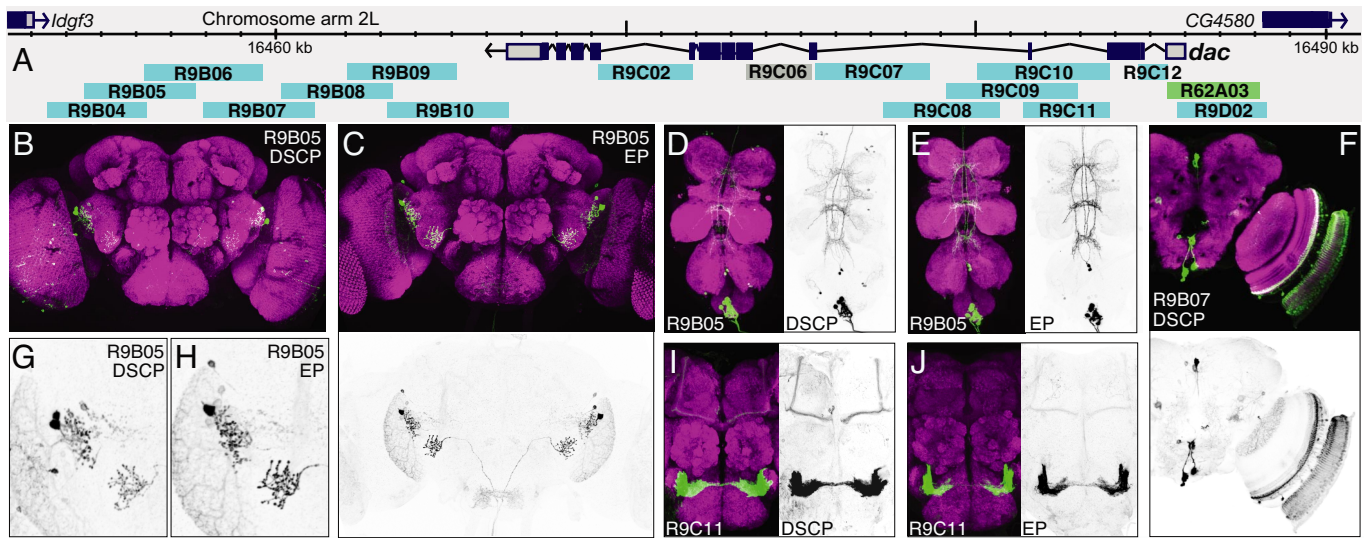 Idgf3
Chromosome arm 2L
CG4580
16460 kb
16490 kb
dac
A
R9B06
R9B09
R9C02
R9C06
R9C07
R9C10
R9C12
R9B05
R9B08
R9C09
R62A03
R9B04
R9B07
R9B10
R9C08
R9C11
R9D02
B
R9B05
DSCP
C
R9B05
EP
D
R9B05
DSCP
E
R9B05
EP
F
R9B07
DSCP
G
R9B05
DSCP
H
R9B05
EP
I
R9C11
DSCP
J
R9C11
EP